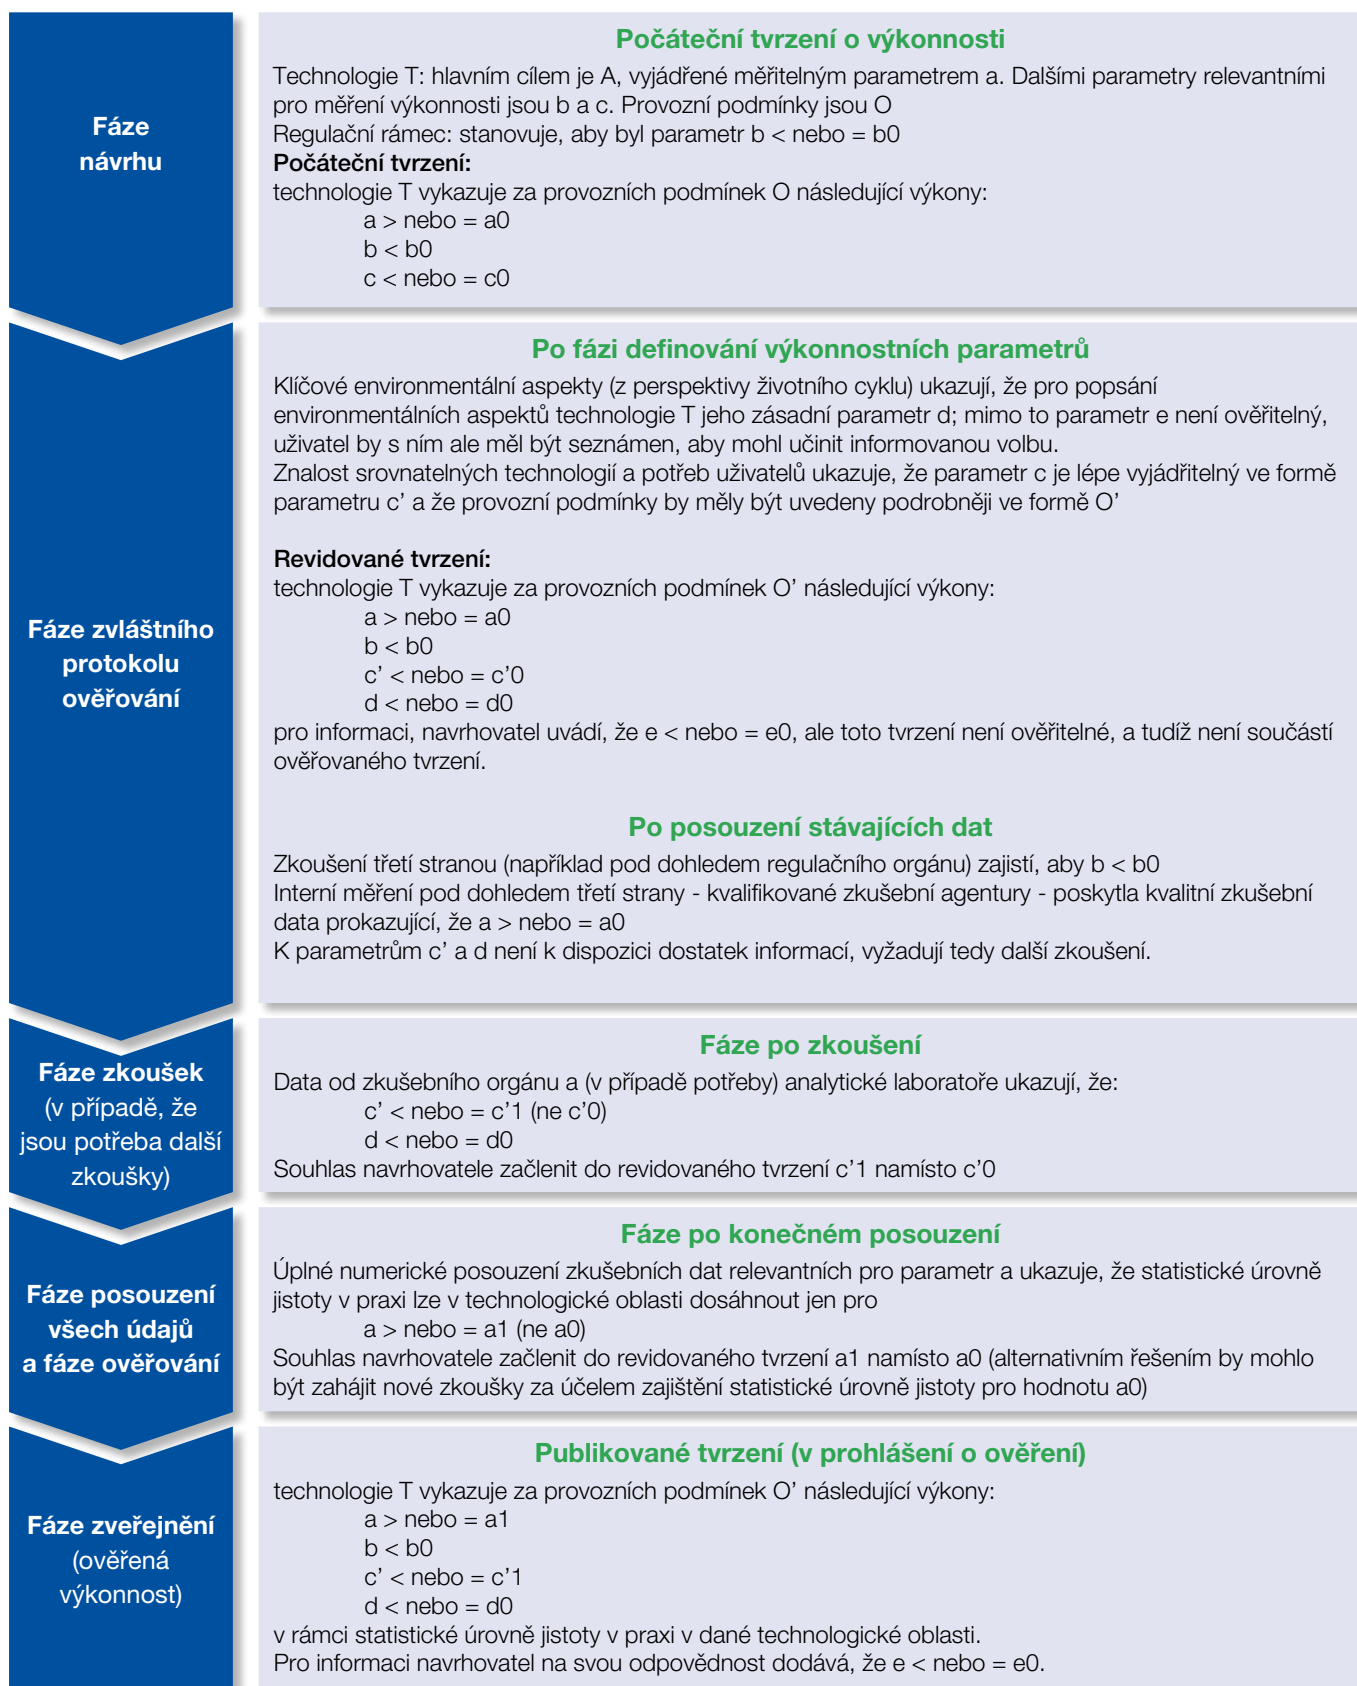 Fáze
návrhu
Počáteční tvrzení o výkonnosti
Technologie T: hlavním cílem je A, vyjádřené měřitelným parametrem a. Dalšími parametry relevantními
pro měření výkonnosti jsou b a c. Provozní podmínky jsou O
Regulační rámec: stanovuje, aby byl parametr b < nebo = b0
Počáteční tvrzení:
technologie T vykazuje za provozních podmínek O následující výkony:
a > nebo = a0
b < b0
c < nebo = c0
Fáze zvláštního
protokolu
ověřování
Po fázi definování výkonnostních parametrů
Klíčové environmentální aspekty (z perspektivy životního cyklu) ukazují, že pro popsání
environmentálních aspektů technologie T jeho zásadní parametr d; mimo to parametr e není ověřitelný,
uživatel by s ním ale měl být seznámen, aby mohl učinit informovanou volbu.
Znalost srovnatelných technologií a potřeb uživatelů ukazuje, že parametr c je lépe vyjádřitelný ve formě
parametru c’ a že provozní podmínky by měly být uvedeny podrobněji ve formě O’
Revidované tvrzení:
technologie T vykazuje za provozních podmínek O’ následující výkony:
a > nebo = a0
b < b0
c’ < nebo = c’0
d < nebo = d0
pro informaci, navrhovatel uvádí, že e < nebo = e0, ale toto tvrzení není ověřitelné, a tudíž není součástí
ověřovaného tvrzení.
Po posouzení stávajících dat
Zkoušení třetí stranou (například pod dohledem regulačního orgánu) zajistí, aby b < b0
Interní měření pod dohledem třetí strany - kvalifikované zkušební agentury - poskytla kvalitní zkušební
data prokazující, že a > nebo = a0
K parametrům c’ a d není k dispozici dostatek informací, vyžadují tedy další zkoušení.
Fáze zkoušek
(v případě, že
jsou potřeba další
zkoušky)
Fáze po zkoušení
Data od zkušebního orgánu a (v případě potřeby) analytické laboratoře ukazují, že:
c’ < nebo = c’1 (ne c’0)
d < nebo = d0
Souhlas navrhovatele začlenit do revidovaného tvrzení c’1 namísto c’0
Fáze posouzení
všech údajů
a fáze ověřování
Fáze po konečném posouzení
Úplné numerické posouzení zkušebních dat relevantních pro parametr a ukazuje, že statistické úrovně
jistoty v praxi lze v technologické oblasti dosáhnout jen pro
a > nebo = a1 (ne a0)
Souhlas navrhovatele začlenit do revidovaného tvrzení a1 namísto a0 (alternativním řešením by mohlo
být zahájit nové zkoušky za účelem zajištění statistické úrovně jistoty pro hodnotu a0)
Fáze zveřejnění
(ověřená
výkonnost)
Publikované tvrzení (v prohlášení o ověření)
technologie T vykazuje za provozních podmínek O’ následující výkony:
a > nebo = a1
b < b0
c’ < nebo = c’1
d < nebo = d0
v rámci statistické úrovně jistoty v praxi v dané technologické oblasti.
Pro informaci navrhovatel na svou odpovědnost dodává, že e < nebo = e0.